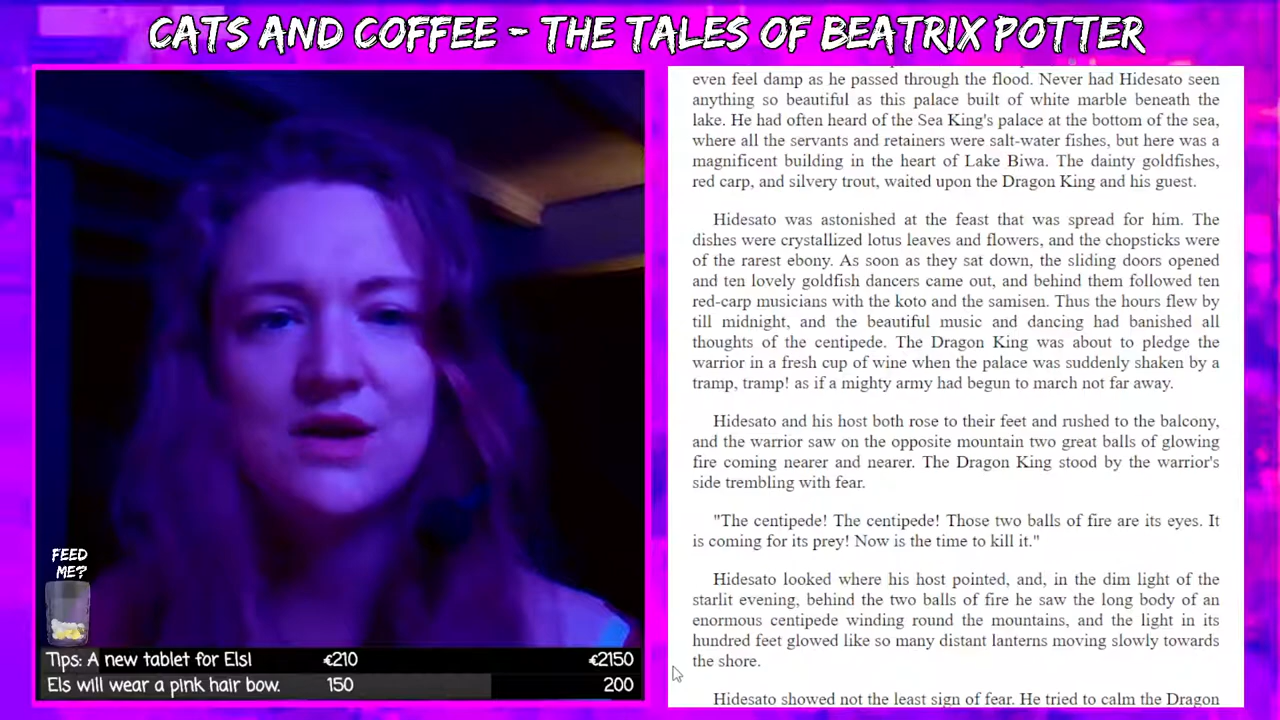 CATS AND COFFEE - THE TALES OF BEATRIX POTTER
even feel damp as he passed through the flood. Never had Hidesato seen
anything so beautiful as this palace built of white marble beneath the
lake. He had often heard of the Sea King's palace at the bottom of the sea,
where all the servants and retainers were salt-water fishes, but here was a
magnificent building in the heart of Lake Biwa. The dainty goldfishes,
red carp, and silvery trout, waited upon the Dragon King and his guest.
Hidesato was astonished at the feast that was spread for him. The
dishes were crystallized lotus leaves and flowers, and the chopsticks were
of the rarest ebony. As soon as they sat down, the sliding doors opened
and ten lovely goldfish dancers came out, and behind them followed ten
red-carp musicians with the koto and the samisen. Thus the hours flew by
till midnight, and the beautiful music and dancing had banished all
thoughts of the centipede. The Dragon King was about to pledge the
warrior in a fresh cup of wine when the palace was suddenly shaken by a
tramp, tramp! as if a mighty army had begun to march not far away.
Hidesato and his host both rose to their feet and rushed to the balcony,
and the warrior saw on the opposite mountain two great balls of glowing
fire coming nearer and nearer. The Dragon King stood by the warrior's
side trembling with fear.
"The centipede! The centipede! Those two balls of fire are its eyes. It
is coming for its prey! Now is the time to kill it."
Hidesato looked where his host pointed, and, in the dim light of the
starlit evening, behind the two balls of fire he saw the long body of an
enormous centipede winding round the mountains, and the light in its
hundred feet glowed like so many distant lanterns moving slowly towards
the shore.
Hidesato showed not the least sign of fear. He tried to calm the Dragon
FEED
ME?
Tips: A new tablet for Els! €210 €2150
Els will wear a pink hair bow. 150 200